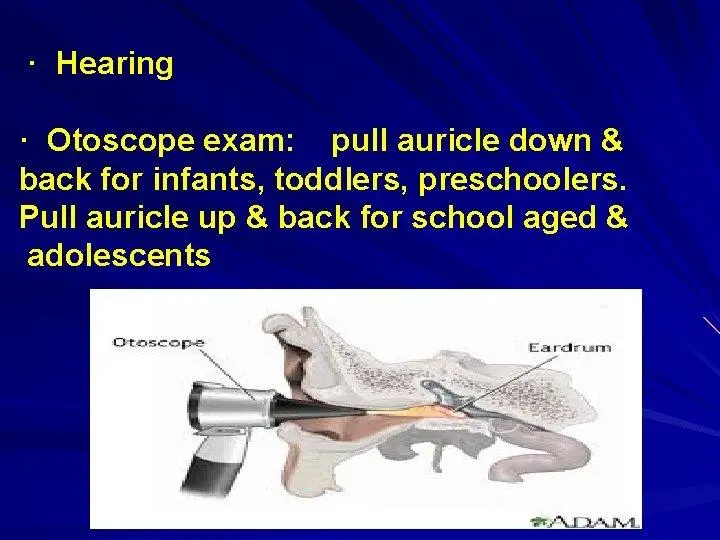 · Hearing
· Otoscope exam: pull auricle down &
back for infants, toddlers, preschoolers.
Pull auricle up & back for school aged &
adolescents
Otoscope
Eardrum
ADAM.